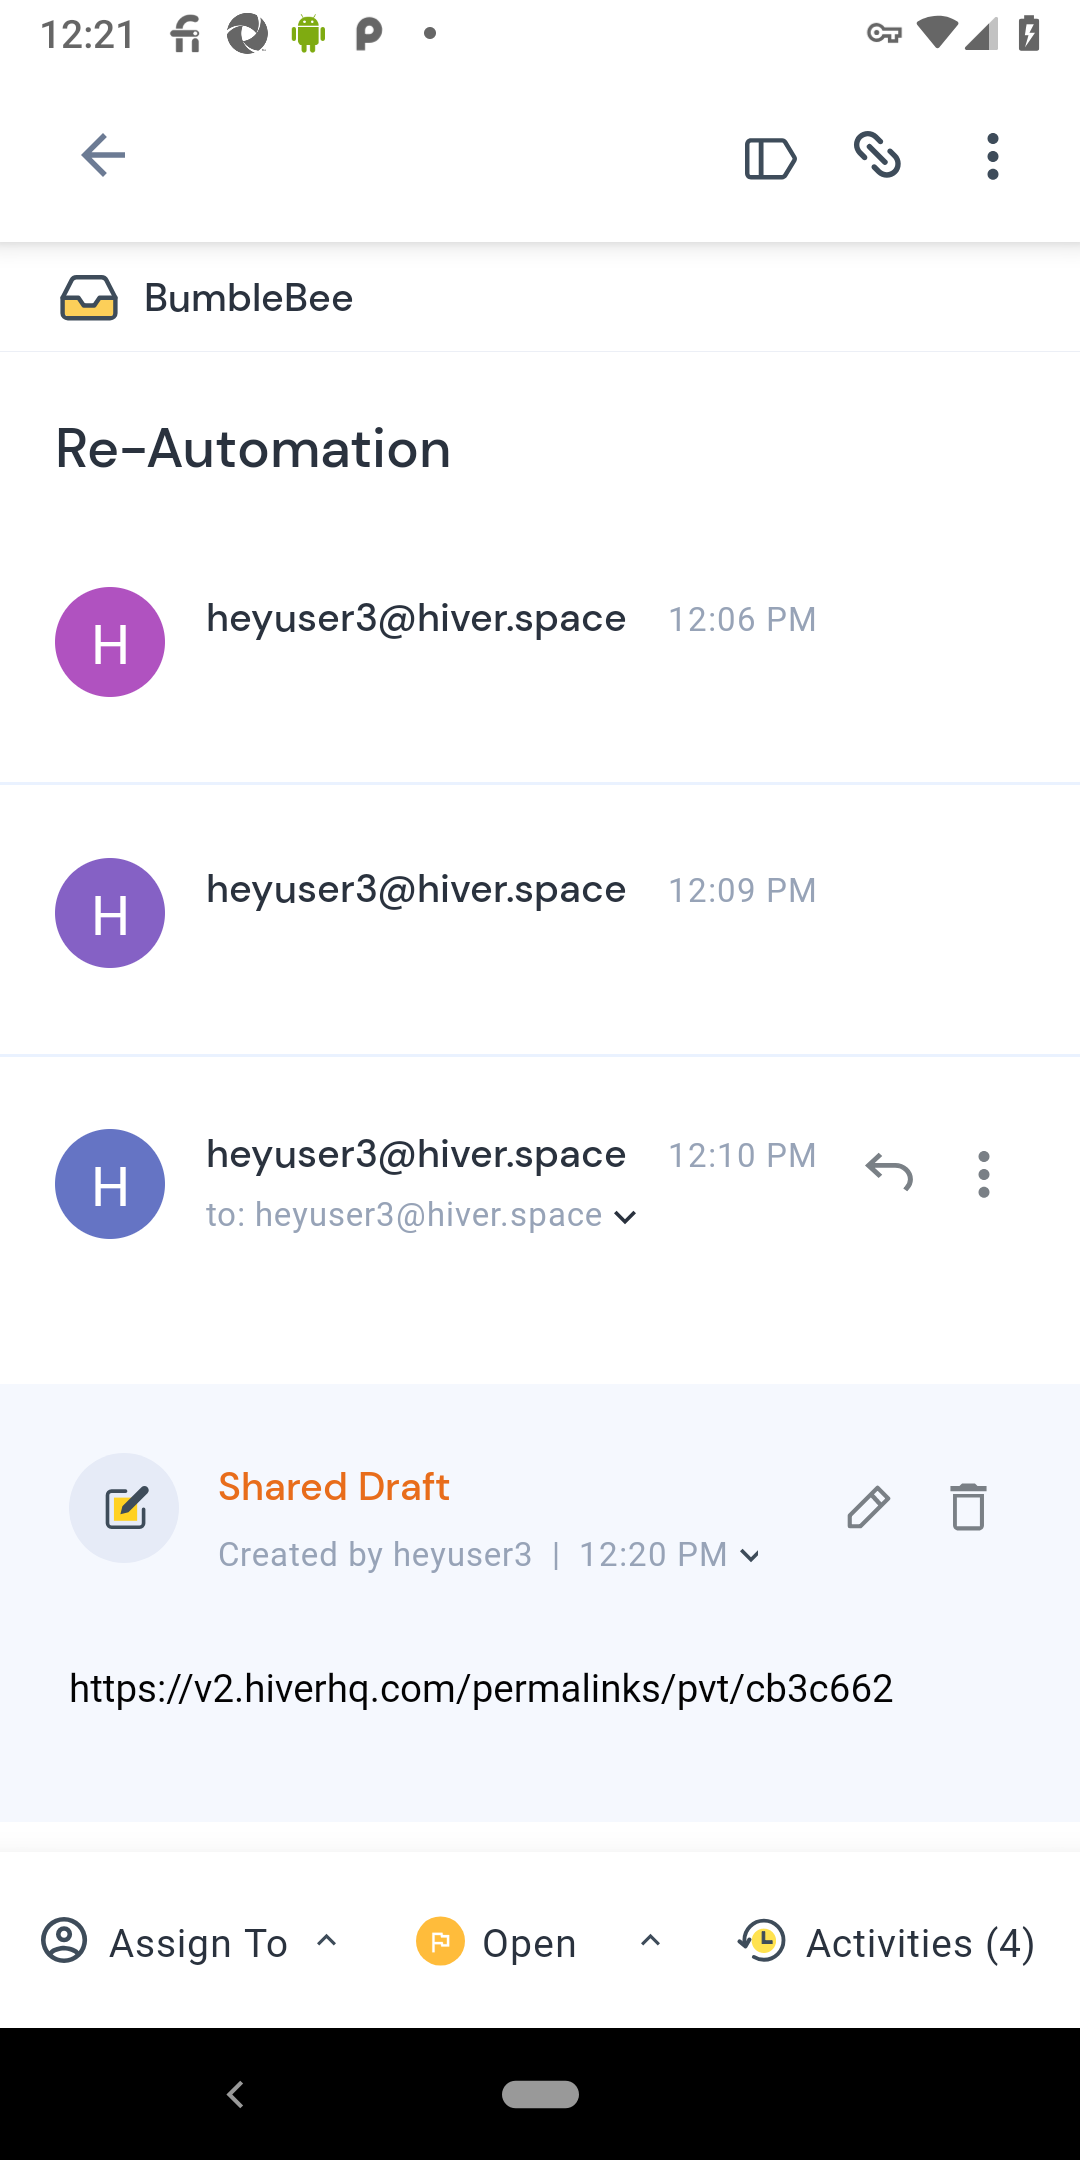 12:21
BumbleBee
Re-Automation
H
heyuser3@hiver.space 12:06 PM
H
heyuser3@hiver.space 12:09 PM
H
heyuser3@hiver.space 12:10 PM
to: heyuser3@hiver.space
Shared Draft
Created by heyuser3 | 12:20 PM
https://v2.hiverhq.com/permalinks/pvt/cb3c662
Assign To Open Activities (4)